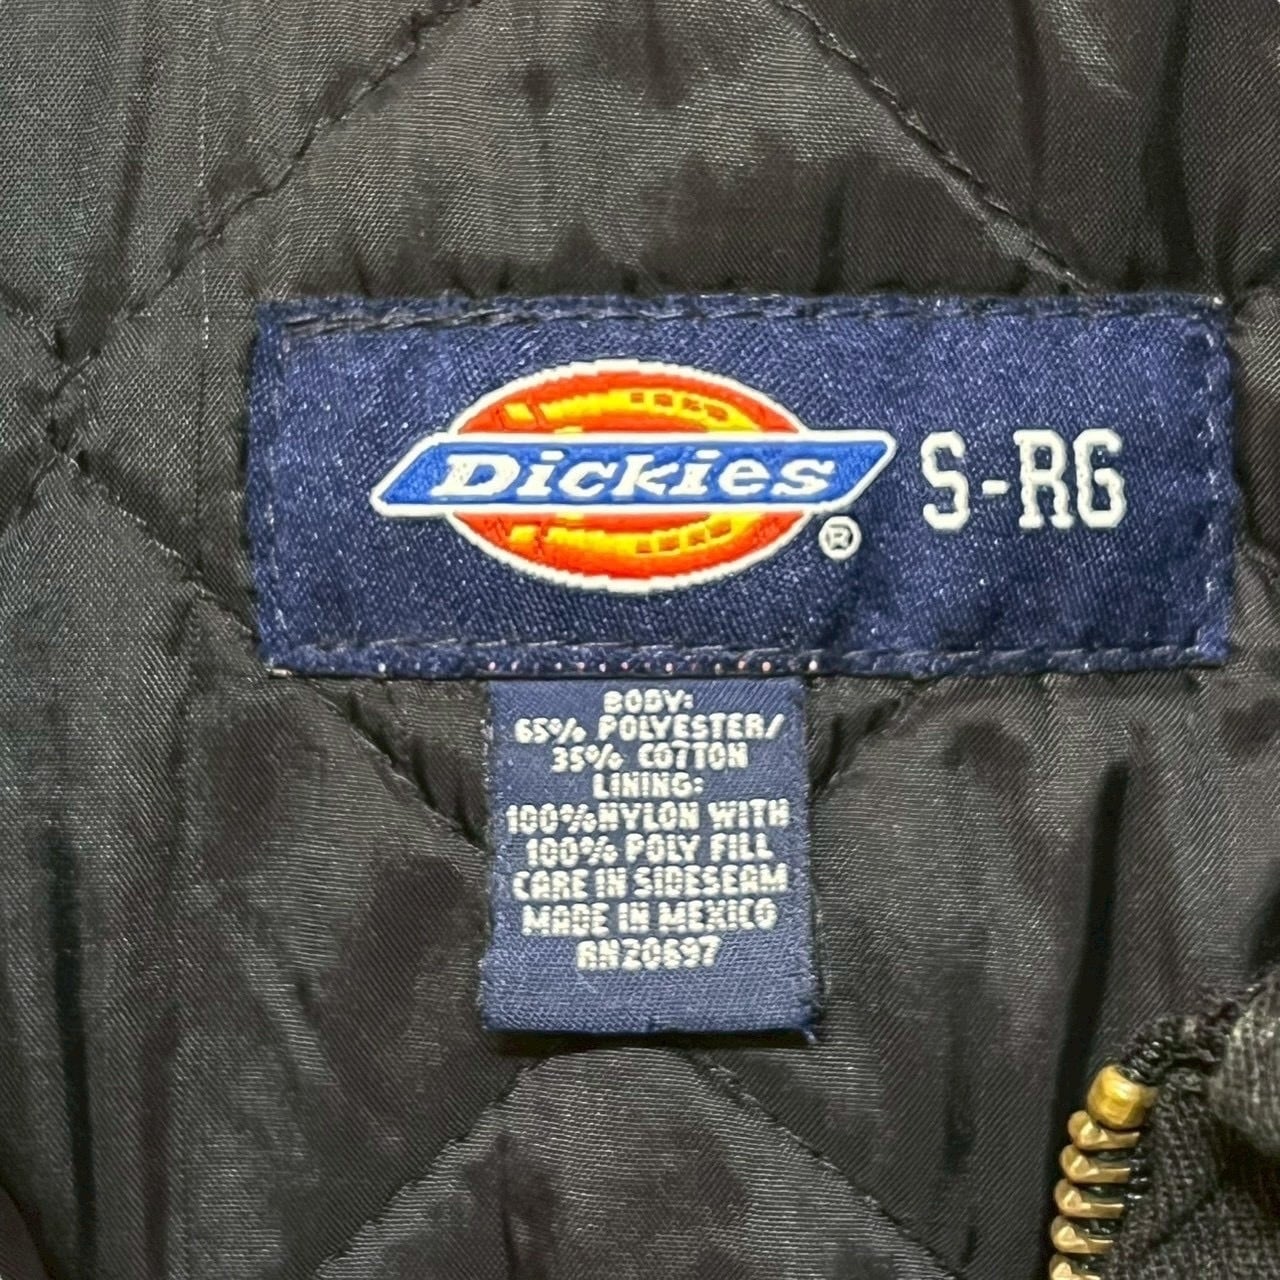 Dickies ® S-RG
BODY:
65% POLYESTER/
35% COTTON
LINING:
100% NYLON WITH
100% POLY FILL
CARE IN SIDESEAM
MADE IN MEXICO
RN20697